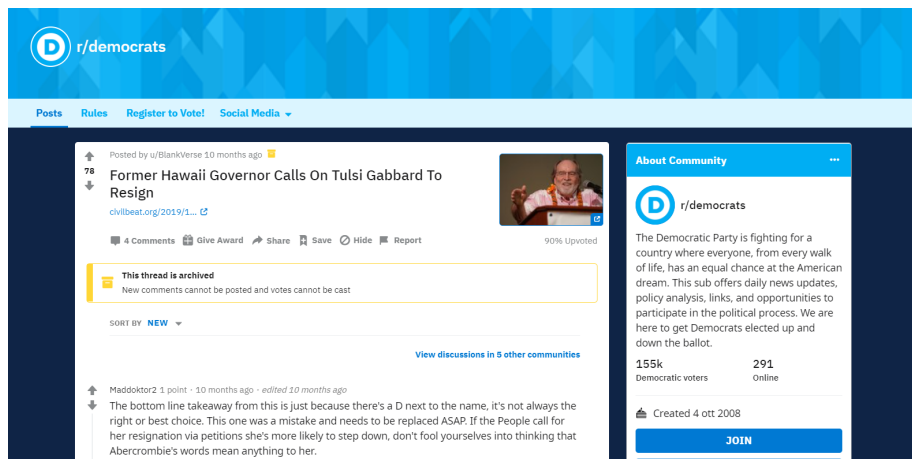 D r/democrats
Posts Rules Register to Vote! Social Media
Posted by u/BlankVerse 10 months ago
78
Former Hawaii Governor Calls On Tulsi Gabbard To
Resign
civilbeat.org/2019/1...
4 Comments Give Award Share Save Hide Report 90% Upvoted
This thread is archived
New comments cannot be posted and votes cannot be cast
SORT BY NEW
View discussions in 5 other communities
Maddoktor2 1 point · 10 months ago · edited 10 months ago
The bottom line takeaway from this is just because there's a D next to the name, it's not always the
right or best choice. This one was a mistake and needs to be replaced ASAP. If the People call for
her resignation via petitions she's more likely to step down, don't fool yourselves into thinking that
Abercrombie's words mean anything to her.
About Community
D r/democrats
The Democratic Party is fighting for a
country where everyone, from every walk
of life, has an equal chance at the American
dream. This sub offers daily news updates,
policy analysis, links, and opportunities to
participate in the political process. We are
here to get Democrats elected up and
down the ballot.
155k 291
Democratic voters Online
Created 4 ott 2008
JOIN